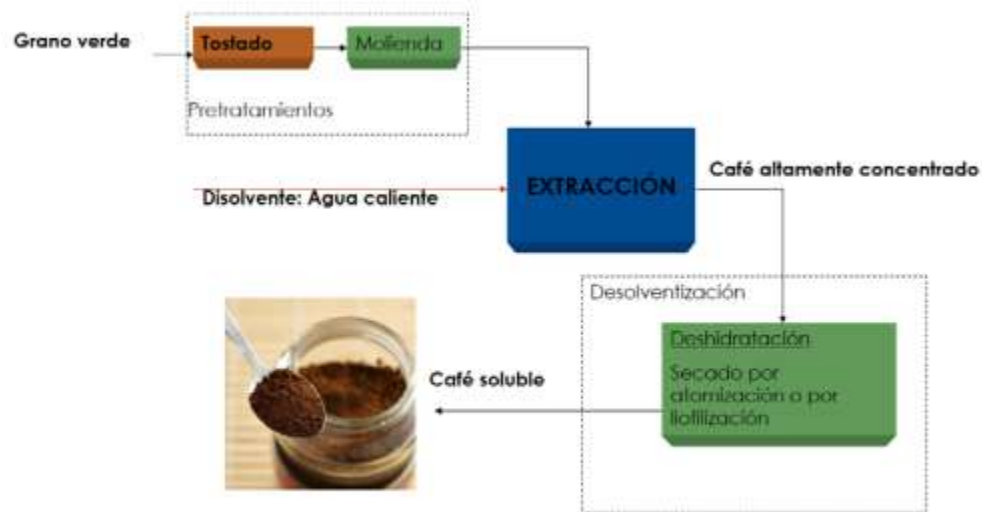 Grano verde
Tostado
Molienda
Pretratamientos
Disolvente: Agua caliente
EXTRACCIÓN
Café altamente concentrado
Desolventización
Deshidratación
Secado por
atomización o por
liofilización
Café soluble